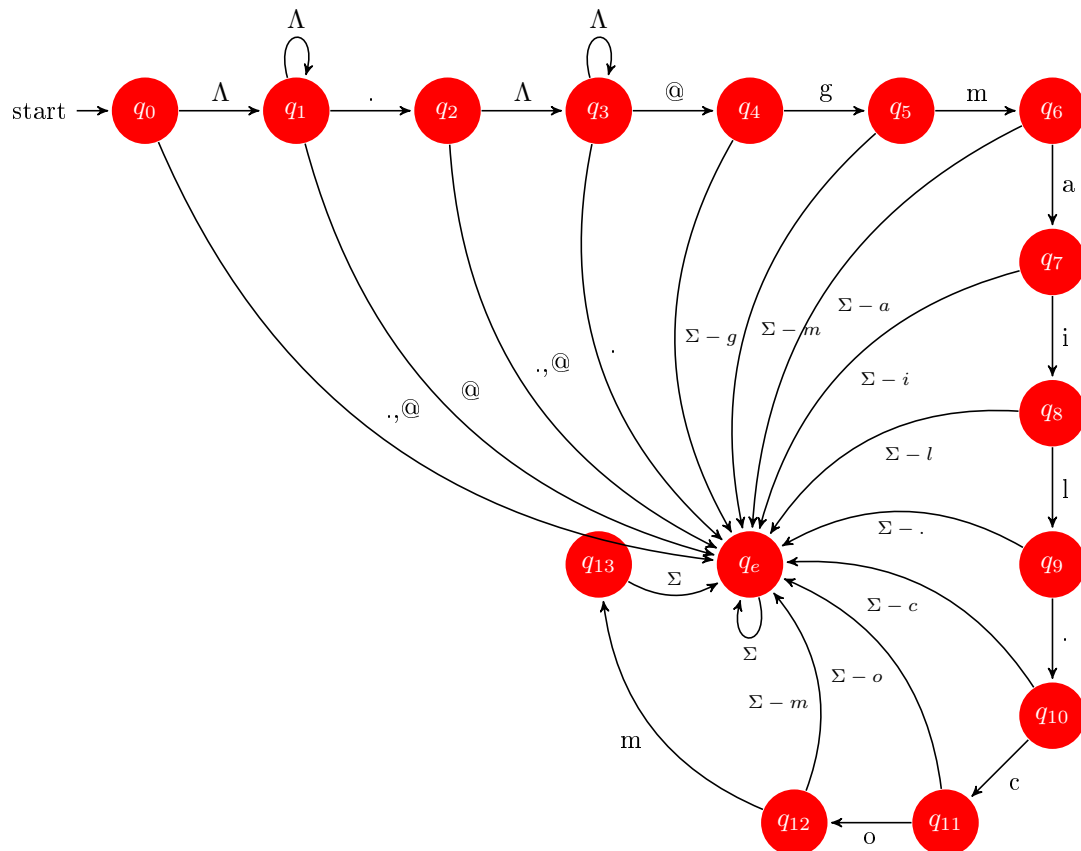 Λ Λ
start q₀ Λ q₁ . q₂ Λ q₃ @ q₄ g q₅ m q₆
a
q₇
Σ − g Σ − m Σ − a
i
., @ @ ., @ . Σ − i
q₈
Σ − l
l
Σ − .
q₁₃ Σ qₑ q₉
Σ − c
Σ
.
Σ − o
Σ − m
q₁₀
m
c
q₁₂ o q₁₁